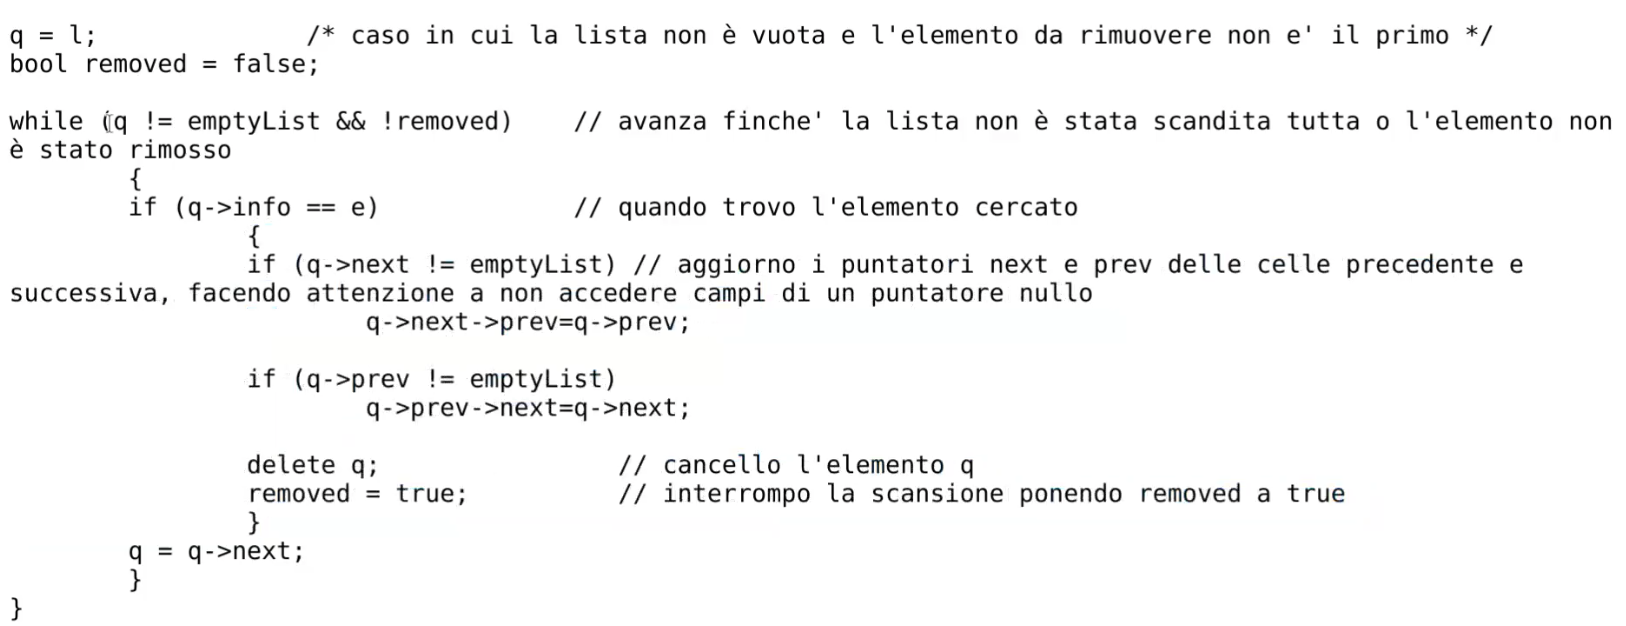 q = l;              /* caso in cui la lista non è vuota e l'elemento da rimuovere non e' il primo */
bool removed = false;

while (q != emptyList && !removed)    // avanza finche' la lista non è stata scandita tutta o l'elemento non
è stato rimosso
        {
        if (q->info == e)             // quando trovo l'elemento cercato
                {
                if (q->next != emptyList) // aggiorno i puntatori next e prev delle celle precedente e
successiva, facendo attenzione a non accedere campi di un puntatore nullo
                        q->next->prev=q->prev;

                if (q->prev != emptyList)
                        q->prev->next=q->next;

                delete q;                // cancello l'elemento q
                removed = true;          // interrompo la scansione ponendo removed a true
                }
        q = q->next;
        }
}